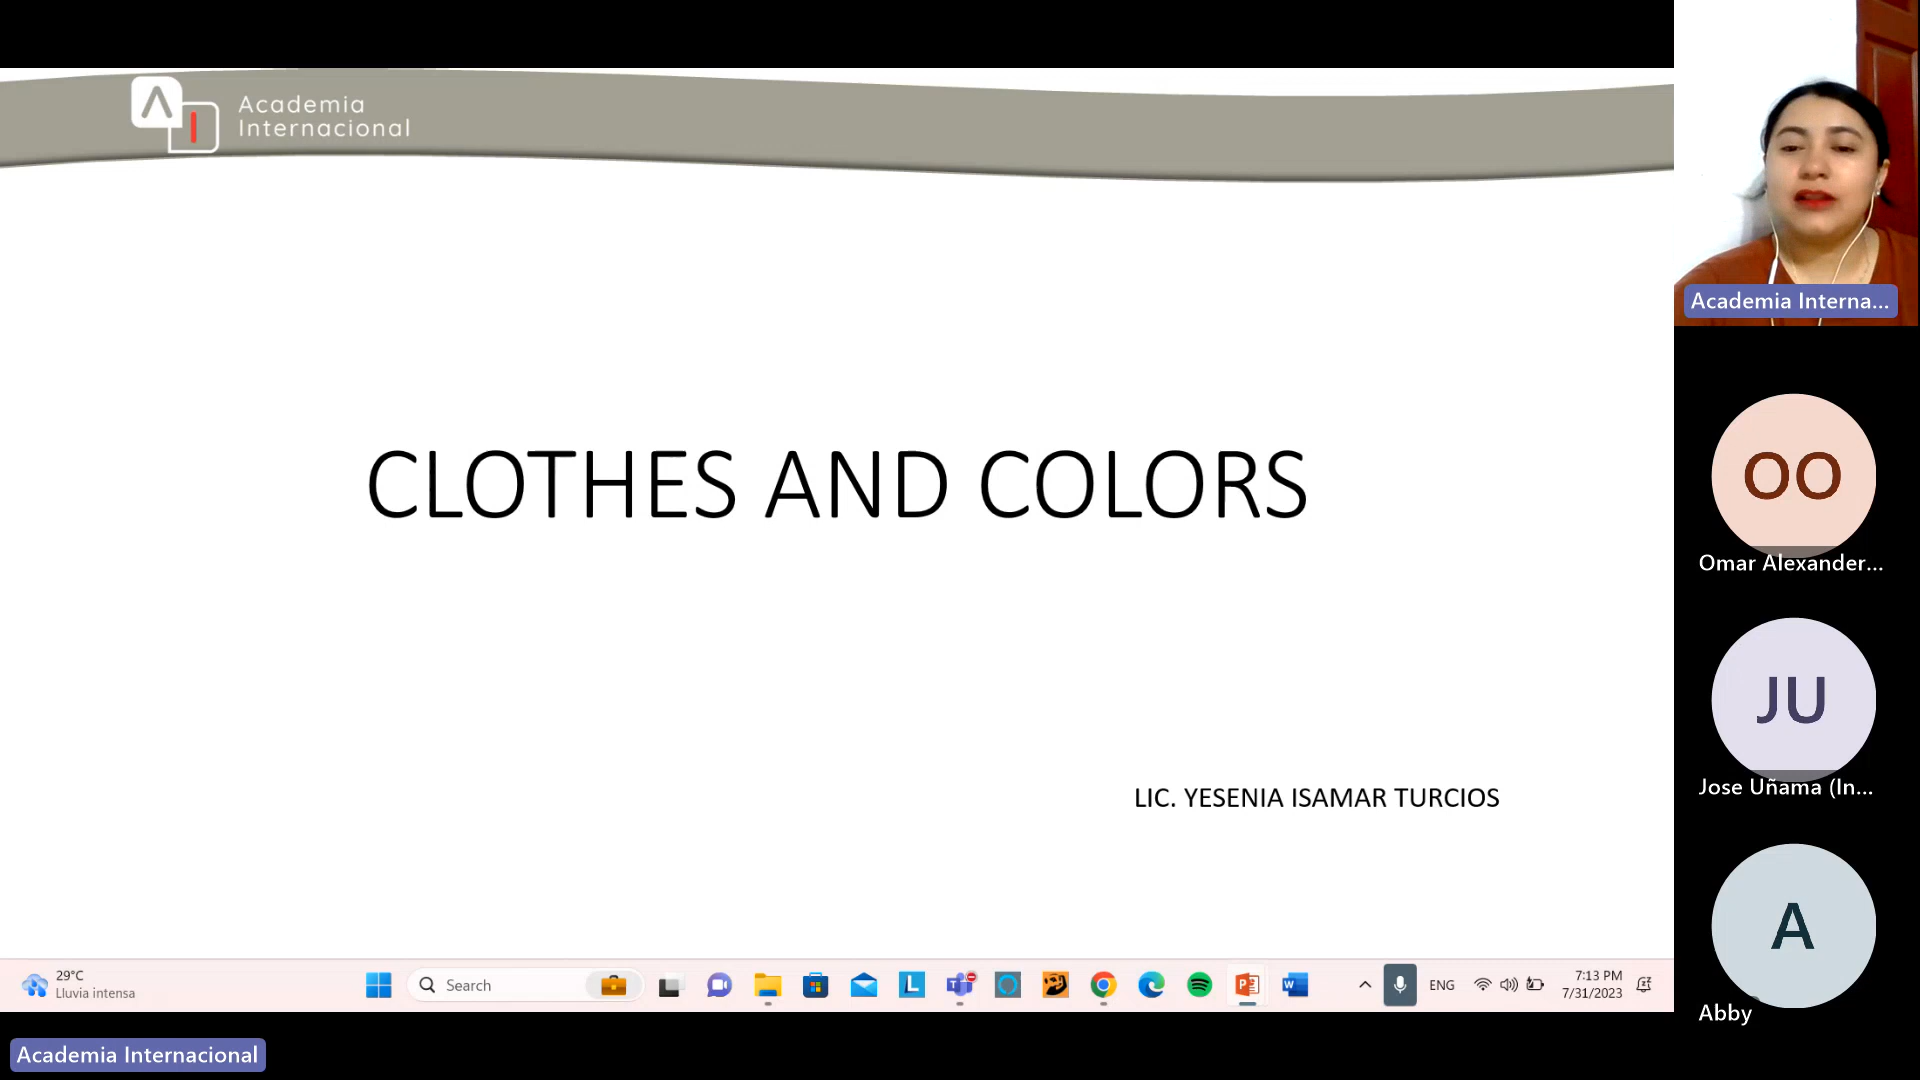 Academia
Internacional
CLOTHES AND COLORS
LIC. YESENIA ISAMAR TURCIOS
Academia Interna...
OO
Omar Alexander...
JU
Jose Uñama (In...
A
Abby
29°C
Lluvia intensa
Search
ENG
7:13 PM
7/31/2023
Academia Internacional